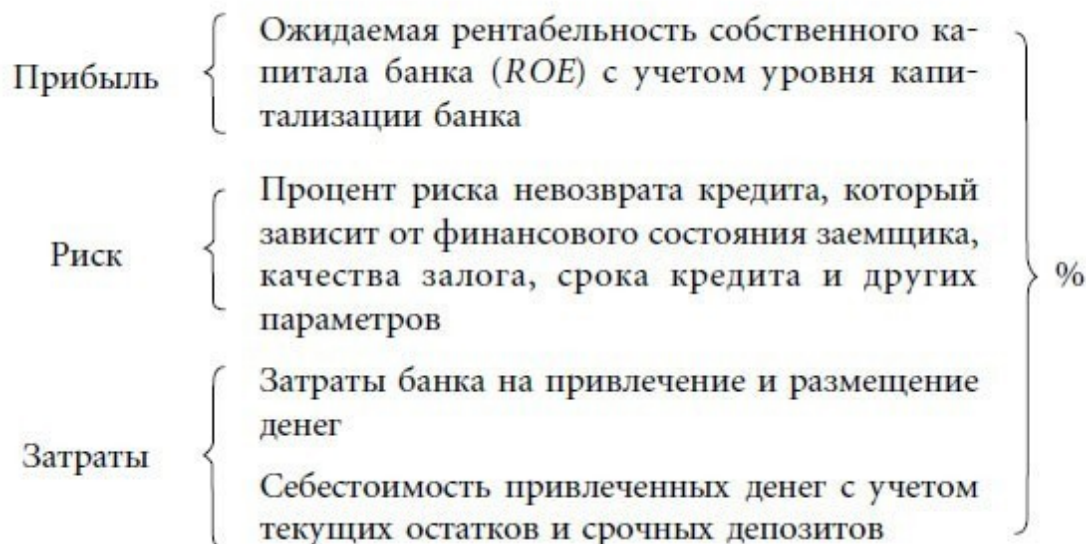 Прибыль
Ожидаемая рентабельность собственного ка-
питала банка (ROE) с учетом уровня капи-
тализации банка
Риск
Процент риска невозврата кредита, который
зависит от финансового состояния заемщика,
качества залога, срока кредита и других
параметров
Затраты
Затраты банка на привлечение и размещение
денег
Себестоимость привлеченных денег с учетом
текущих остатков и срочных депозитов
%